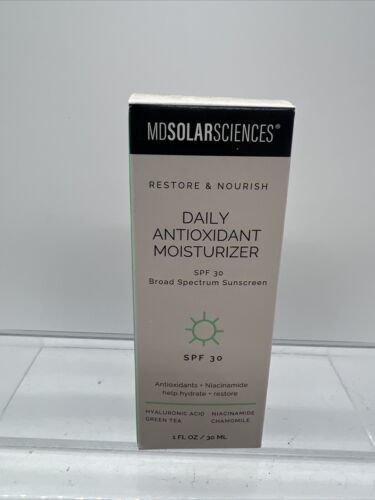 MDSOLARSCIENCES®
RESTORE & NOURISH
DAILY
ANTIOXIDANT
MOISTURIZER
SPF 30
Broad Spectrum Sunscreen
SPF 30
Antioxidants + Niacinamide
help hydrate + restore
HYALURONIC ACID NIACINAMIDE
GREEN TEA CHAMOMILE
1 FL OZ / 30 ML